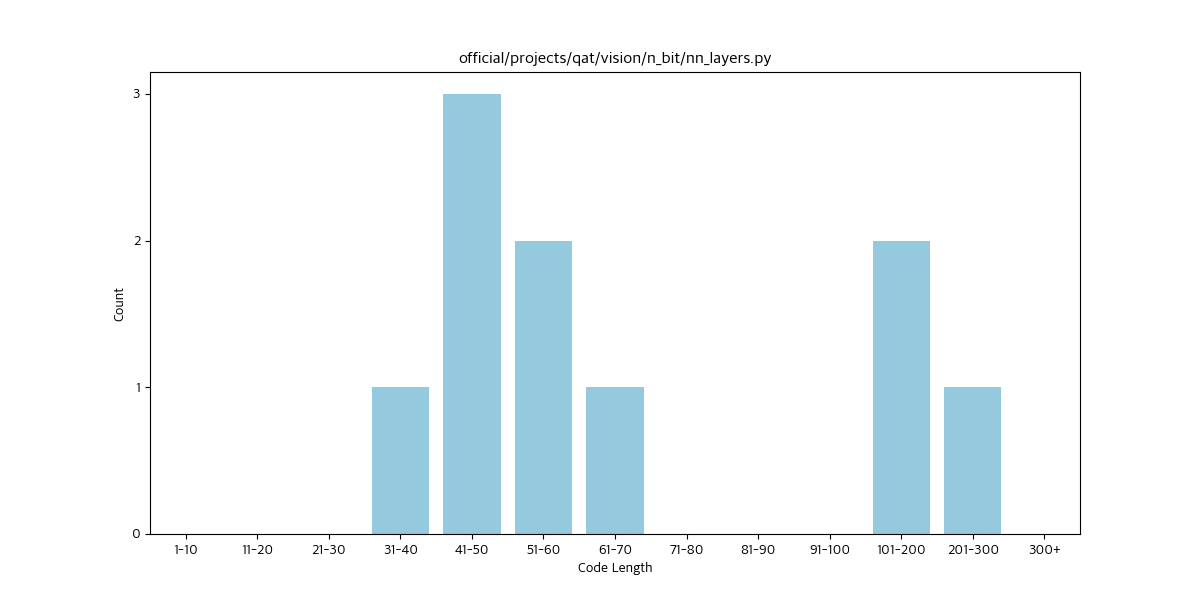 official/projects/qat/vision/n_bit/nn_layers.py
3
2
1
0
Count
1-10 11-20 21-30 31-40 41-50 51-60 61-70 71-80 81-90 91-100 101-200 201-300 300+
Code Length